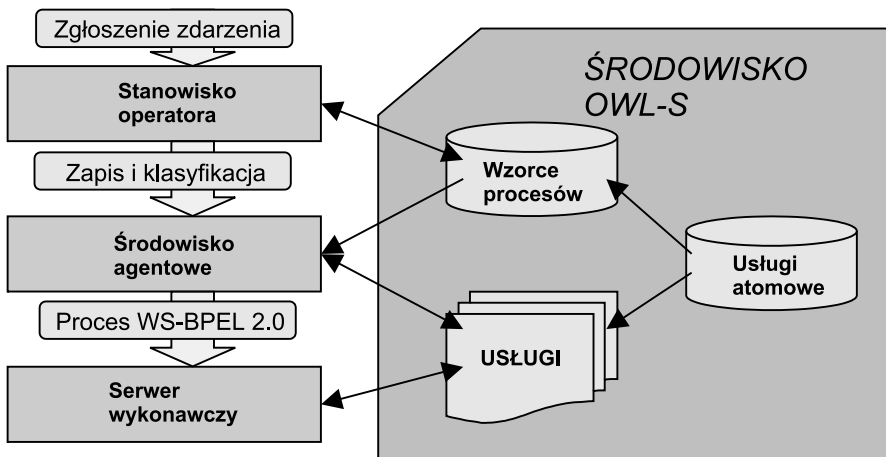 Zgłoszenie zdarzenia
Stanowisko
operatora
Zapis i klasyfikacja
Środowisko
agentowe
Proces WS-BPEL 2.0
Serwer
wykonawczy
ŚRODOWISKO
OWL-S
Wzorce
procesów
Usługi
atomowe
USŁUGI